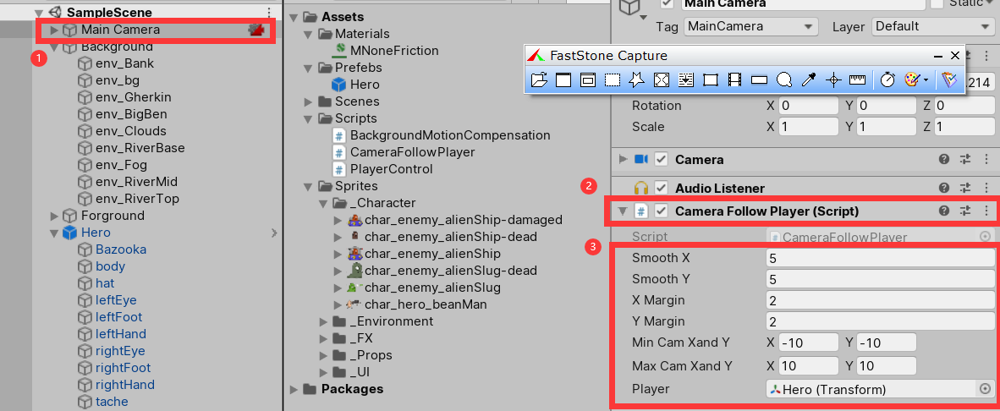 SampleScene
Main Camera
1
Background
env_Bank
env_bg
env_Gherkin
env_BigBen
env_Clouds
env_RiverBase
env_Fog
env_RiverMid
env_RiverTop
Forground
Hero
Bazooka
body
hat
leftEye
leftFoot
leftHand
rightEye
rightFoot
rightHand
tache
Assets
Materials
MNoneFriction
Prefebs
Hero
Scenes
Scripts
BackgroundMotionCompensation
CameraFollowPlayer
PlayerControl
Sprites
_Character
char_enemy_alienShip-damaged
char_enemy_alienShip-dead
char_enemy_alienShip
char_enemy_alienSlug-dead
char_enemy_alienSlug
char_hero_beanMan
_Environment
_FX
_Props
_UI
Packages
Main Camera Static
Tag MainCamera Layer Default
FastStone Capture
.214
Rotation X 0 Y 0 Z 0
Scale X 1 Y 1 Z 1
Camera
Audio Listener
2
# Camera Follow Player (Script)
Script # CameraFollowPlayer
3
Smooth X 5
Smooth Y 5
X Margin 2
Y Margin 2
Min Cam Xand Y X -10 Y -10
Max Cam Xand Y X 10 Y 10
Player Hero (Transform)